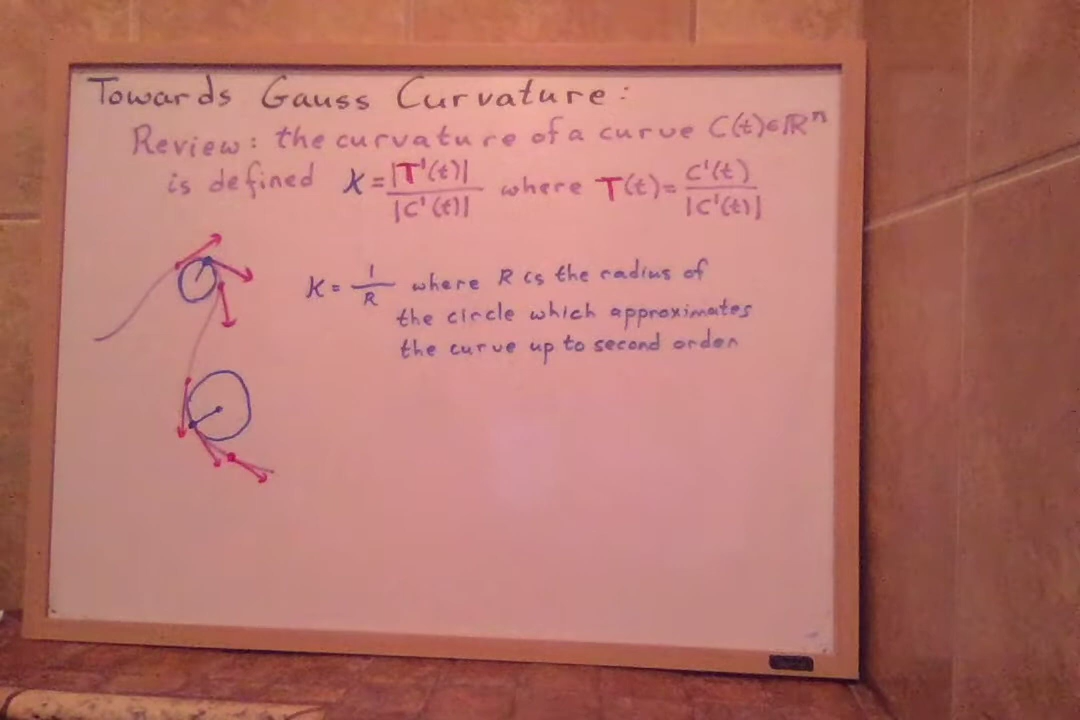 Towards Gauss Curvature:
Review: the curvature of a curve C(t)∈ℝⁿ
is defined K = |T'(t)| / |C'(t)| where T(t) = C'(t) / |C'(t)|
K = 1/R where R is the radius of
the circle which approximates
the curve up to second order